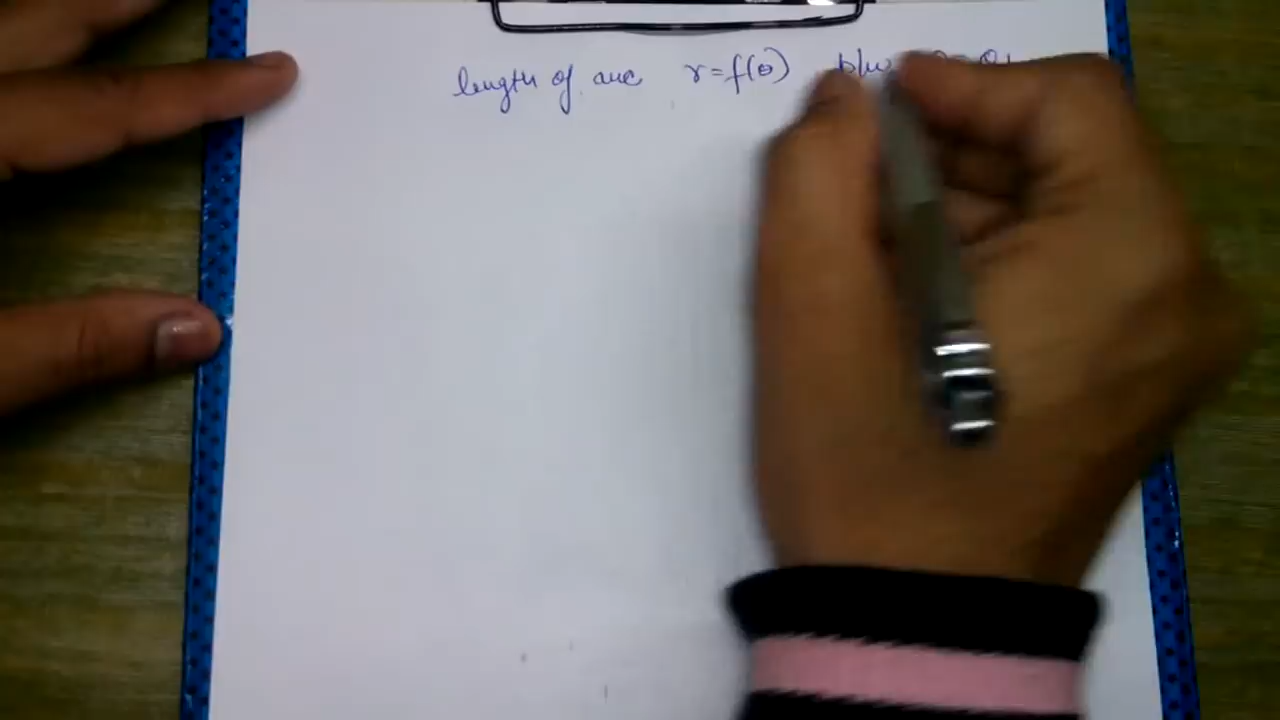 length of arc r=f(θ) b/w